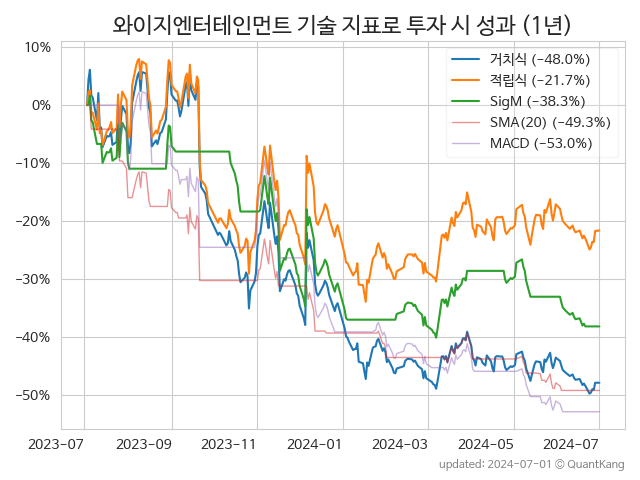 와이지엔터테인먼트 기술 지표로 투자 시 성과 (1년)
10%
0%
−10%
−20%
−30%
−40%
−50%
거치식 (−48.0%)
적립식 (−21.7%)
SigM (−38.3%)
SMA(20) (−49.3%)
MACD (−53.0%)
2023-07 2023-09 2023-11 2024-01 2024-03 2024-05 2024-07
updated: 2024-07-01 © QuantKang